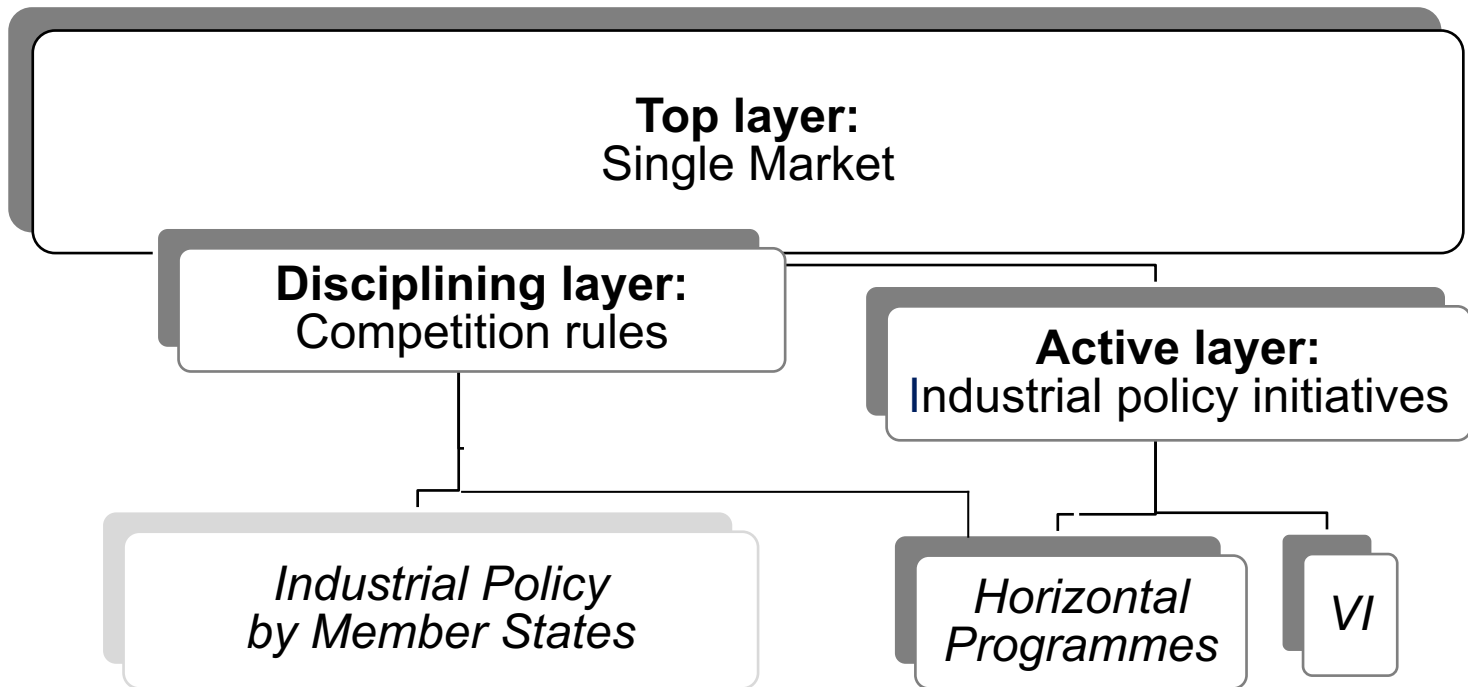 Top layer:
Single Market
Disciplining layer:
Competition rules
Active layer:
Industrial policy initiatives
Industrial Policy
by Member States
Horizontal
Programmes
VI